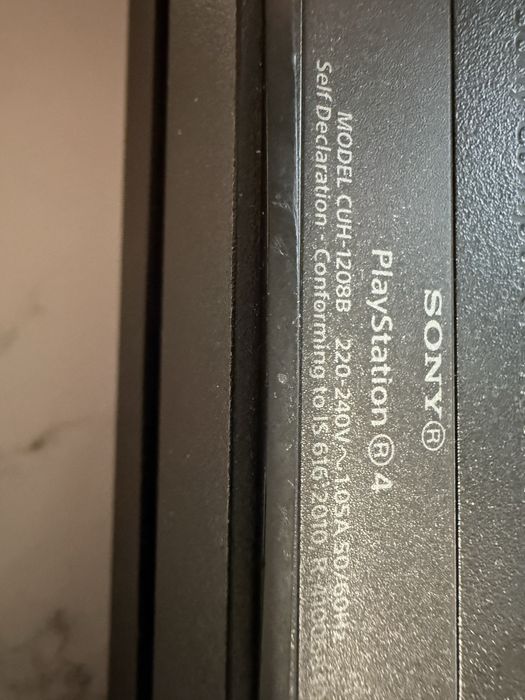 SONY®
PlayStation ® 4
MODEL CUH-1208B 220-240V~ 1.05A 50/60Hz
Self Declaration - Conforming to IS 616: 2010